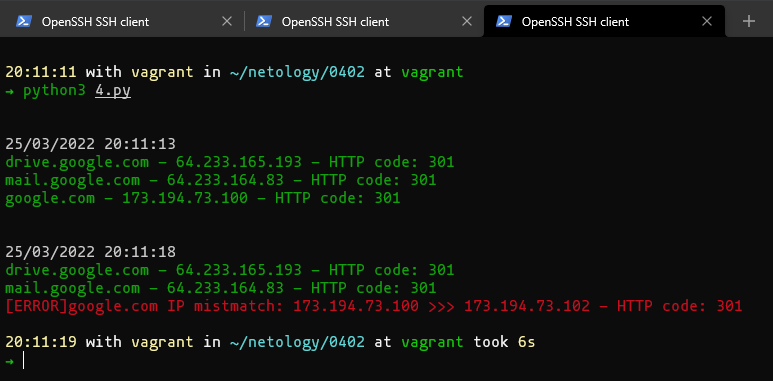 OpenSSH SSH client
OpenSSH SSH client
OpenSSH SSH client
20:11:11 with vagrant in ~/netology/0402 at vagrant
→ python3 4.py
25/03/2022 20:11:13
drive.google.com - 64.233.165.193 - HTTP code: 301
mail.google.com - 64.233.164.83 - HTTP code: 301
google.com - 173.194.73.100 - HTTP code: 301
25/03/2022 20:11:18
drive.google.com - 64.233.165.193 - HTTP code: 301
mail.google.com - 64.233.164.83 - HTTP code: 301
[ERROR]google.com IP mistmatch: 173.194.73.100 >>> 173.194.73.102 - HTTP code: 301
20:11:19 with vagrant in ~/netology/0402 at vagrant took 6s
→